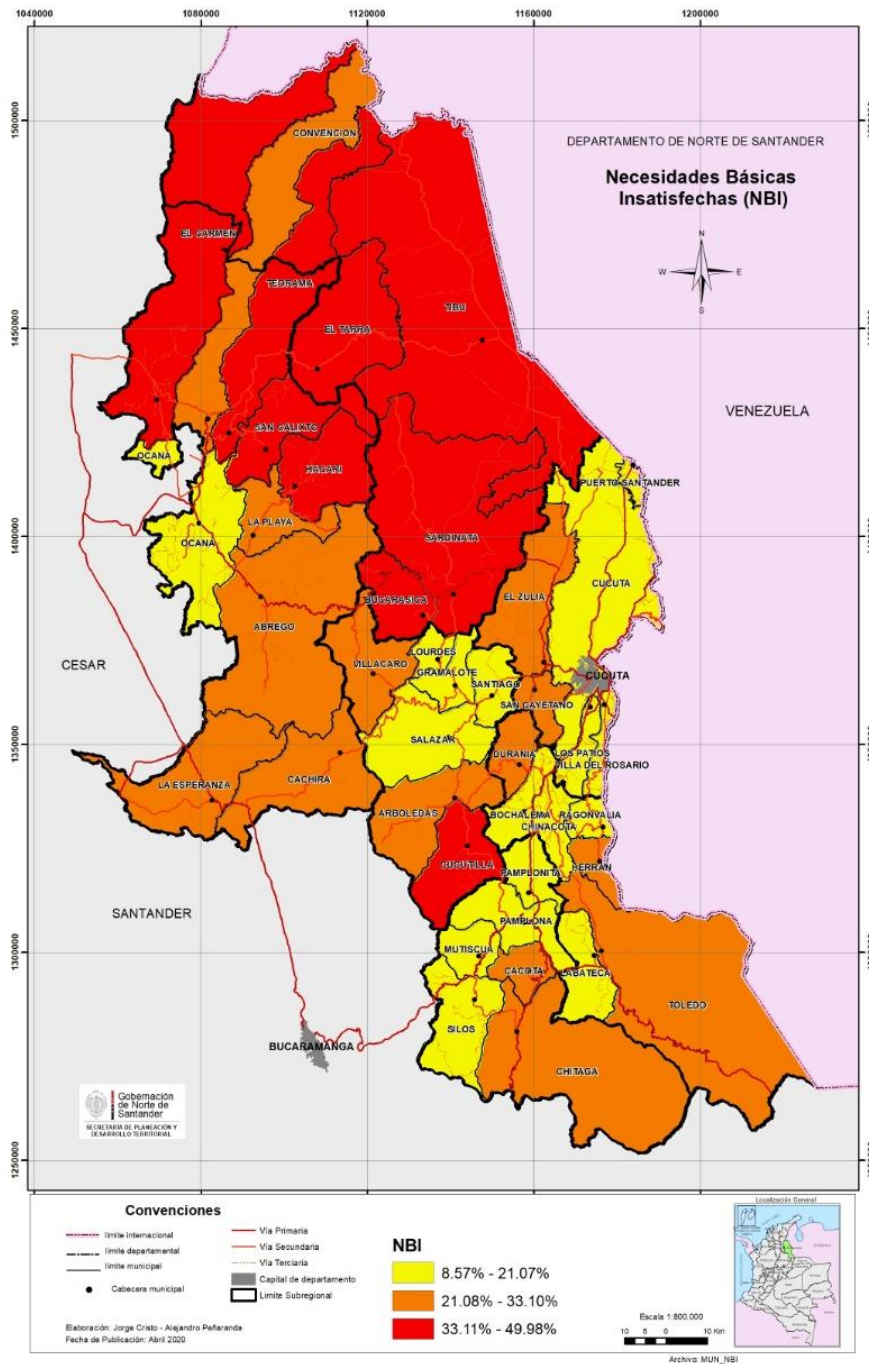 1040000 1080000 1120000 1160000 1200000
DEPARTAMENTO DE NORTE DE SANTANDER
Necesidades Básicas
Insatisfechas (NBI)
N
W E
S
1500000
1450000
1400000
1350000
1300000
1250000
CONVENCION
EL CARMEN
TEORAMA
TIBU
EL TARRA
VENEZUELA
SAN CALIXTO
OCAÑA
HACARI
PUERTO SANTANDER
LA PLAYA
OCAÑA
SARDINATA
CUCUTA
EL ZULIA
BUCARASICA
ABREGO
CESAR
LOURDES
VILLACARO
GRAMALOTE
CUCUTA
SANTIAGO
SAN CAYETANO
SALAZAR
DURANIA
LOS PATIOS
VILLA DEL ROSARIO
CACHIRA
LA ESPERANZA
ARBOLEDAS
BOCHALEMA
RAGONVALIA
CHINACOTA
CUCUTILLA
PAMPLONITA
HERRAN
SANTANDER
PAMPLONA
MUTISCUA
CACOTA
LABATECA
TOLEDO
SILOS
BUCARAMANGA
CHITAGA
Gobernación
de Norte de
Santander
SECRETARÍA DE PLANEACIÓN Y
DESARROLLO TERRITORIAL
Convenciones
limite internacional
limite departamental
limite municipal
Cabecera municipal
Vía Primaria
Vía Secundaria
Vía Terciaria
Capital de departamento
Limite Subregional
NBI
8.57% - 21.07%
21.08% - 33.10%
33.11% - 49.98%
Localización General
Escala 1:800,000
10 5 0 10 Km
Elaboración: Jorge Cristo - Alejandro Peñaranda
Fecha de Publicación: Abril 2020
Archivo: MUN_NBI